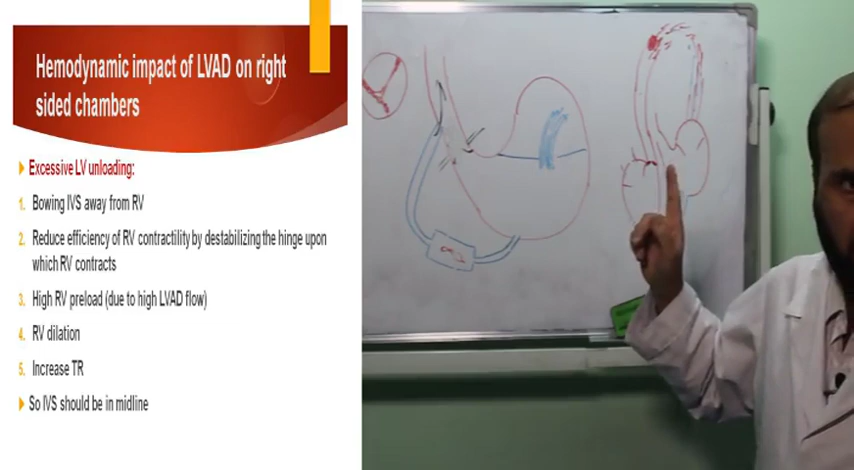 Hemodynamic impact of LVAD on right
sided chambers
Excessive LV unloading:
1. Bowing IVS away from RV
2. Reduce efficiency of RV contractility by destabilizing the hinge upon
which RV contracts
3. High RV preload (due to high LVAD flow)
4. RV dilation
5. Increase TR
So IVS should be in midline